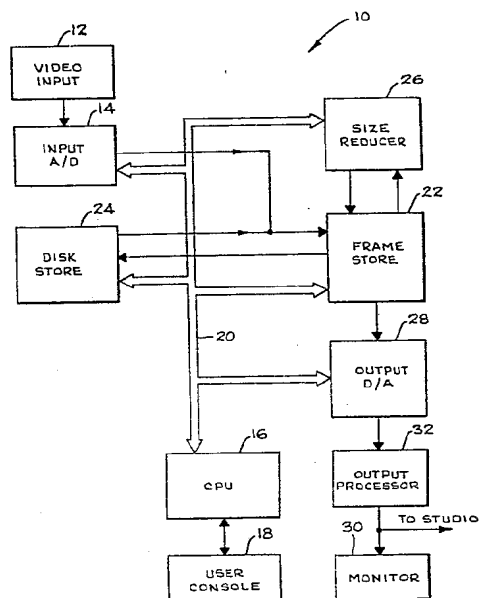 10
12
VIDEO
INPUT
14
INPUT
A/D
26
SIZE
REDUCER
24
DISK
STORE
22
FRAME
STORE
20
28
OUTPUT
D/A
16
CPU
32
OUTPUT
PROCESSOR
TO STUDIO
18
USER
CONSOLE
30
MONITOR